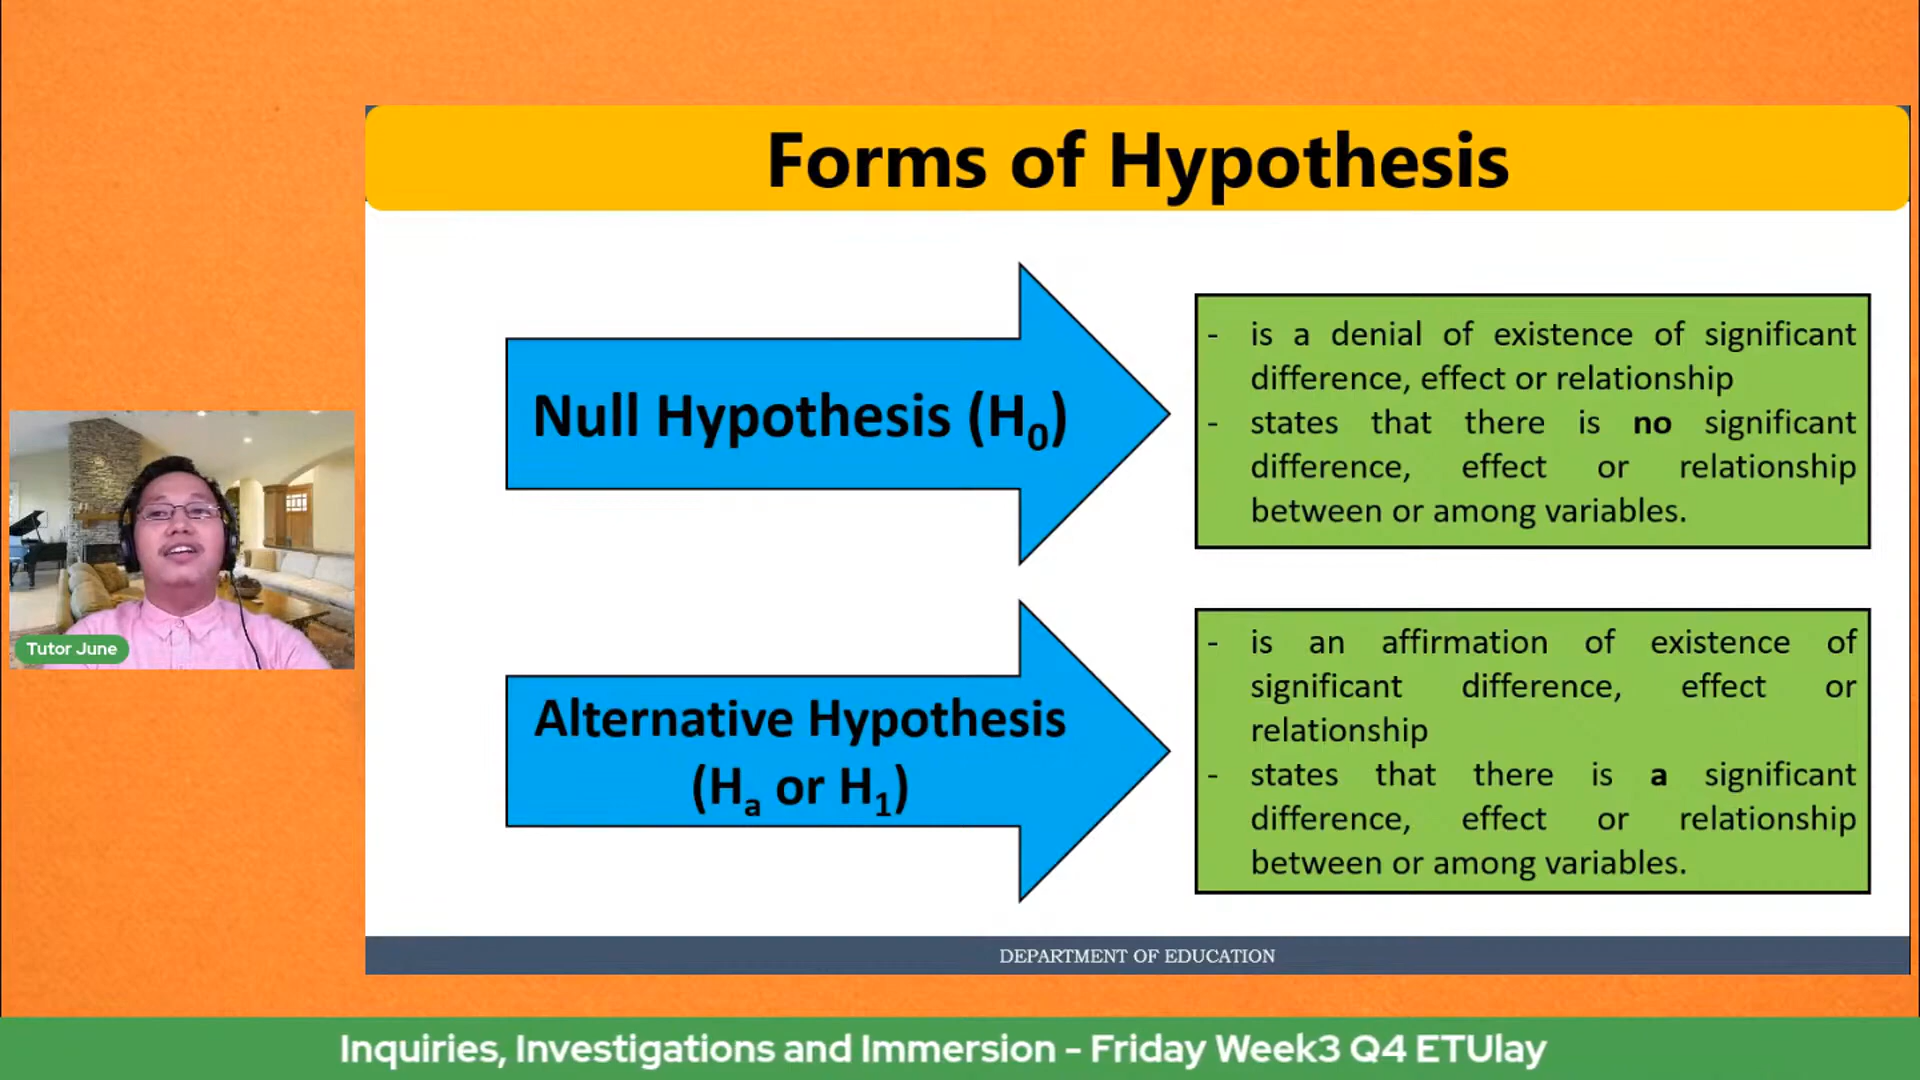 Forms of Hypothesis
Null Hypothesis (H₀)
- is a denial of existence of significant
difference, effect or relationship
- states that there is no significant
difference, effect or relationship
between or among variables.
Tutor June
Alternative Hypothesis
(Hₐ or H₁)
- is an affirmation of existence of
significant difference, effect or
relationship
- states that there is a significant
difference, effect or relationship
between or among variables.
DEPARTMENT OF EDUCATION
Inquiries, Investigations and Immersion - Friday Week3 Q4 ETUlay